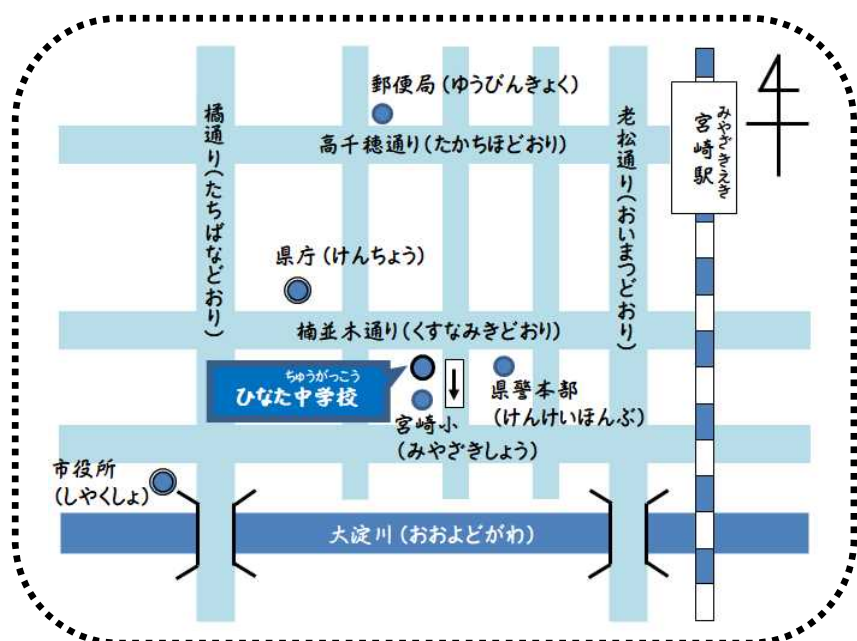 郵便局(ゆうびんきょく)
高千穂通り(たかちほどおり)
橘通り(たちばなどおり)
老松通り(おいまつどおり)
みやざきえき
宮崎駅
県庁(けんちょう)
楠並木通り(くすなみきどおり)
ちゅうがっこう
ひなた中学校
県警本部
(けんけいほんぶ)
宮崎小
(みやざきしょう)
市役所
(しやくしょ)
大淀川(おおよどがわ)